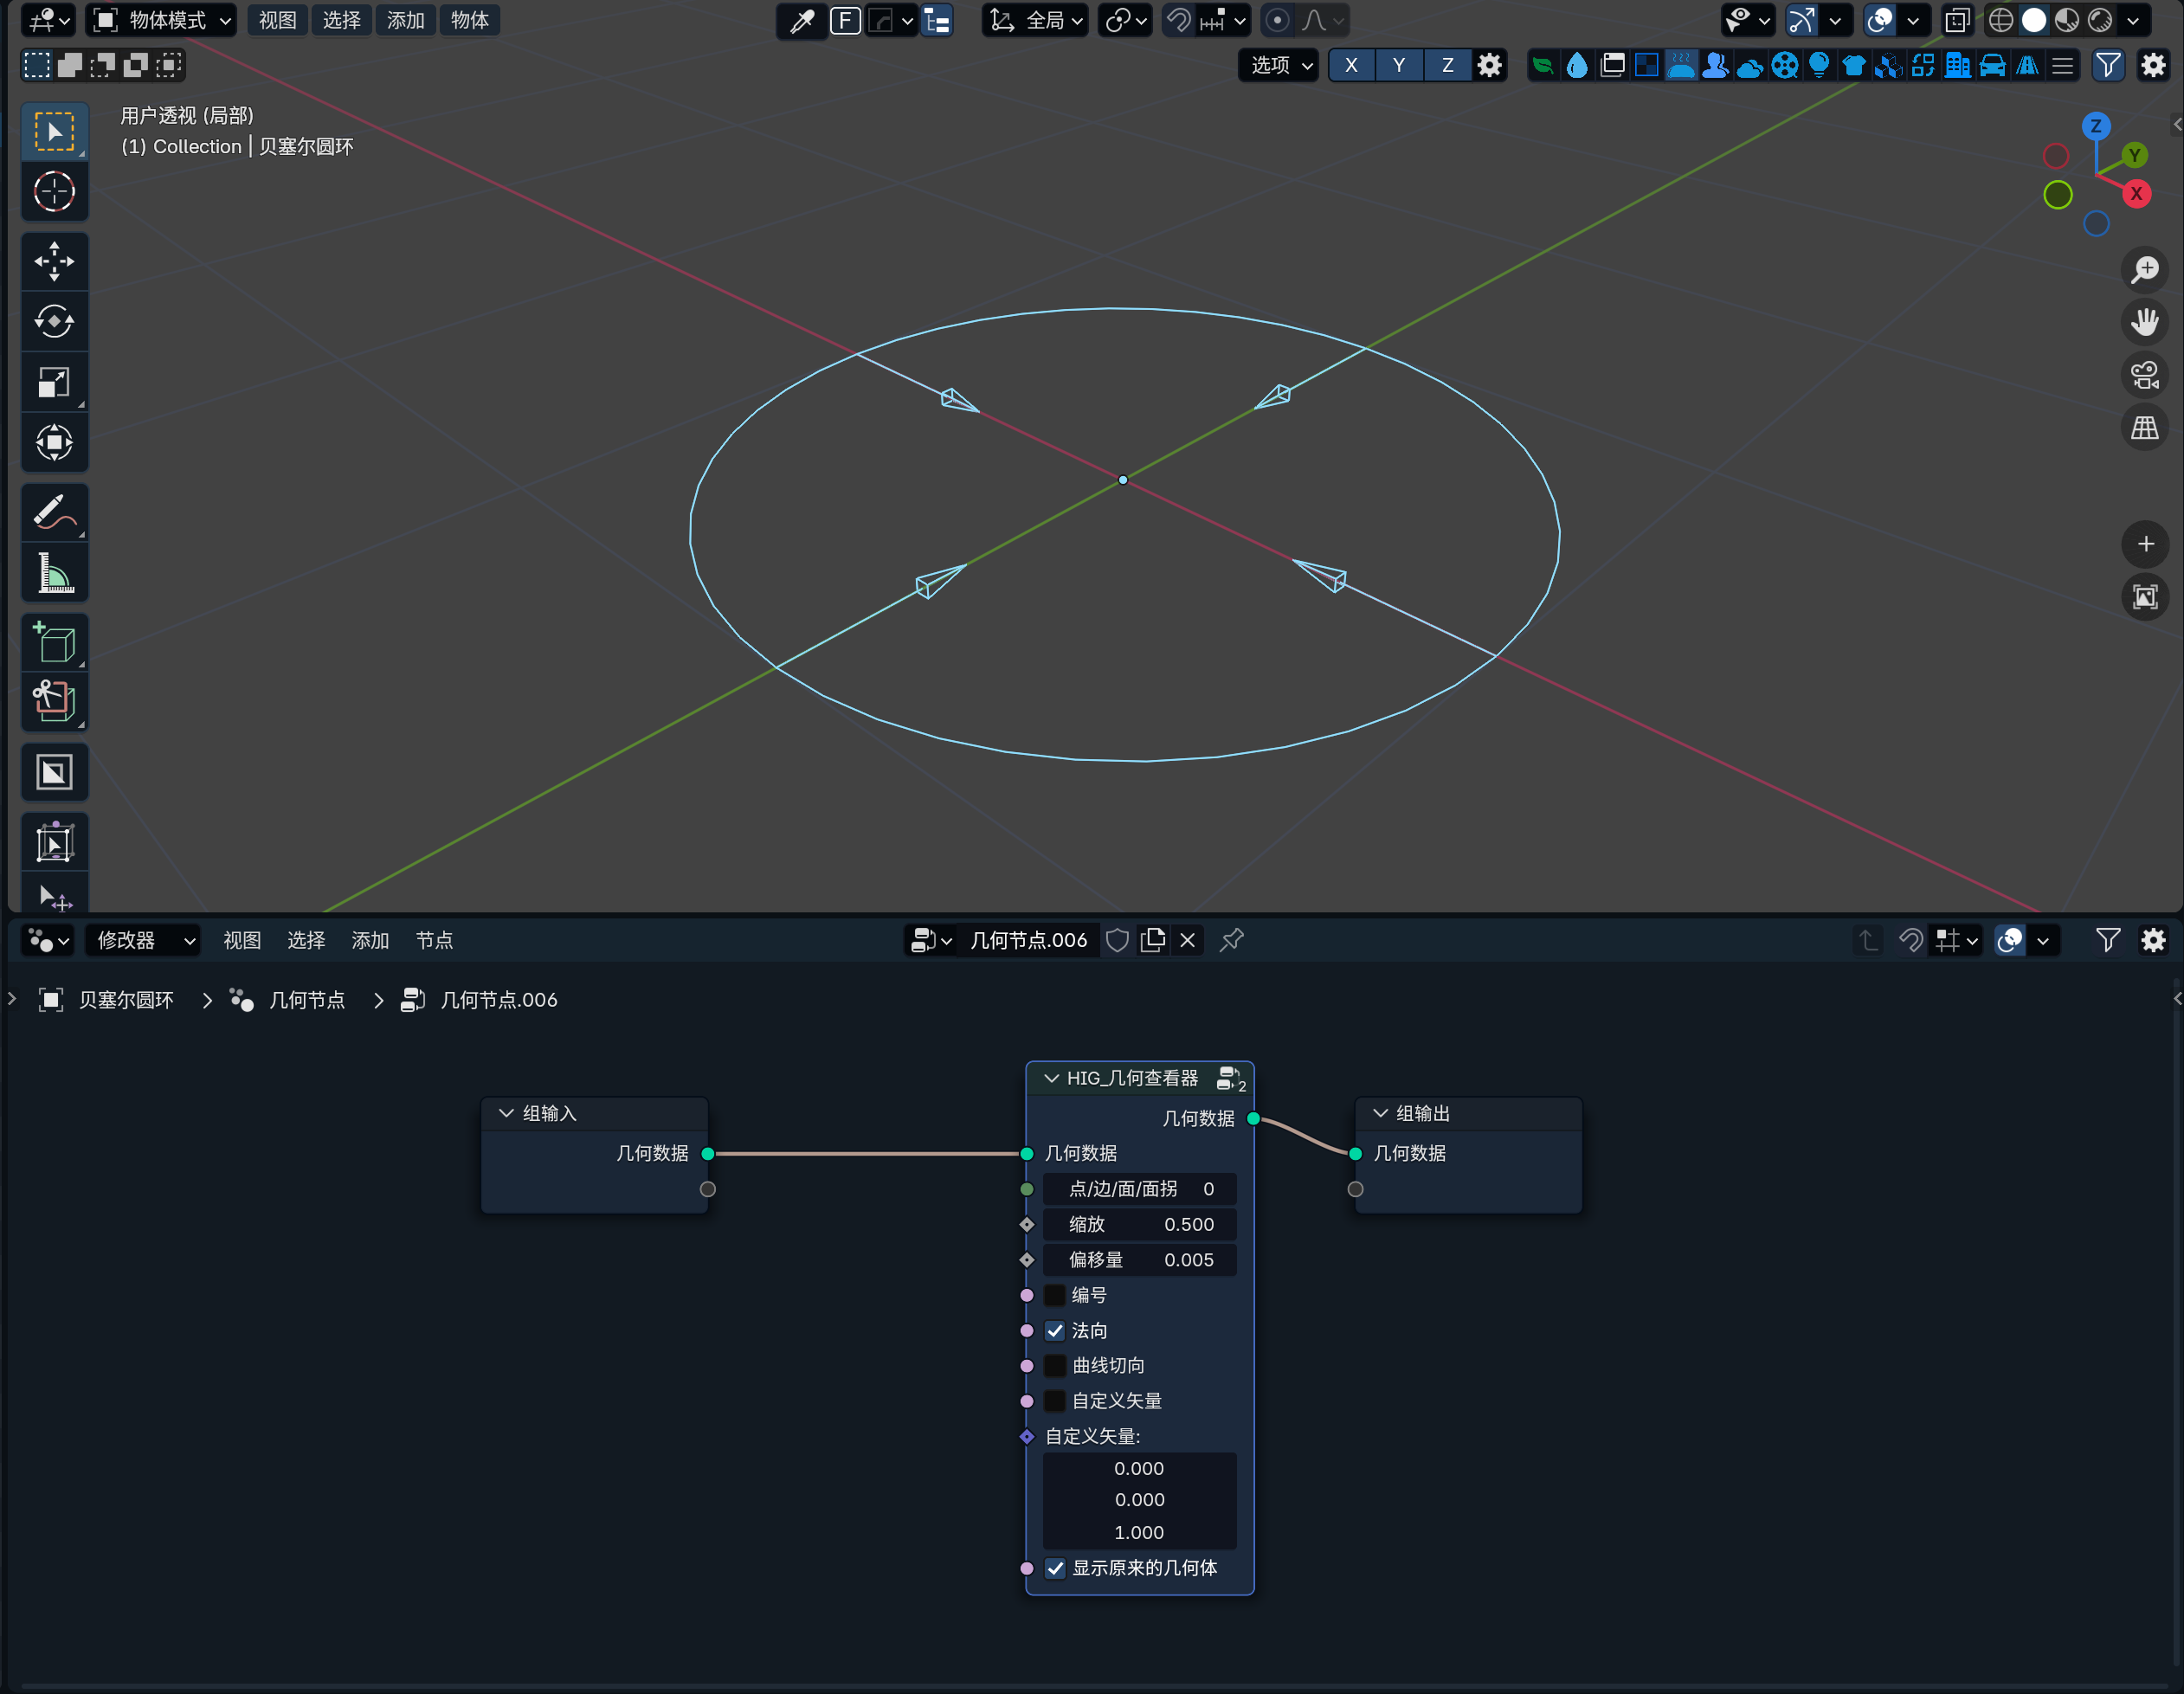 物体模式 视图 选择 添加 物体 F 全局
选项 X Y Z
用户透视 (局部)
(1) Collection | 贝塞尔圆环
Z
Y
X
修改器 视图 选择 添加 节点 几何节点.006
贝塞尔圆环 > 几何节点 > 几何节点.006
组输入
几何数据
HIG_几何查看器 2
几何数据
几何数据
点/边/面/面拐 0
缩放 0.500
偏移量 0.005
编号
法向
曲线切向
自定义矢量
自定义矢量:
0.000
0.000
1.000
显示原来的几何体
组输出
几何数据